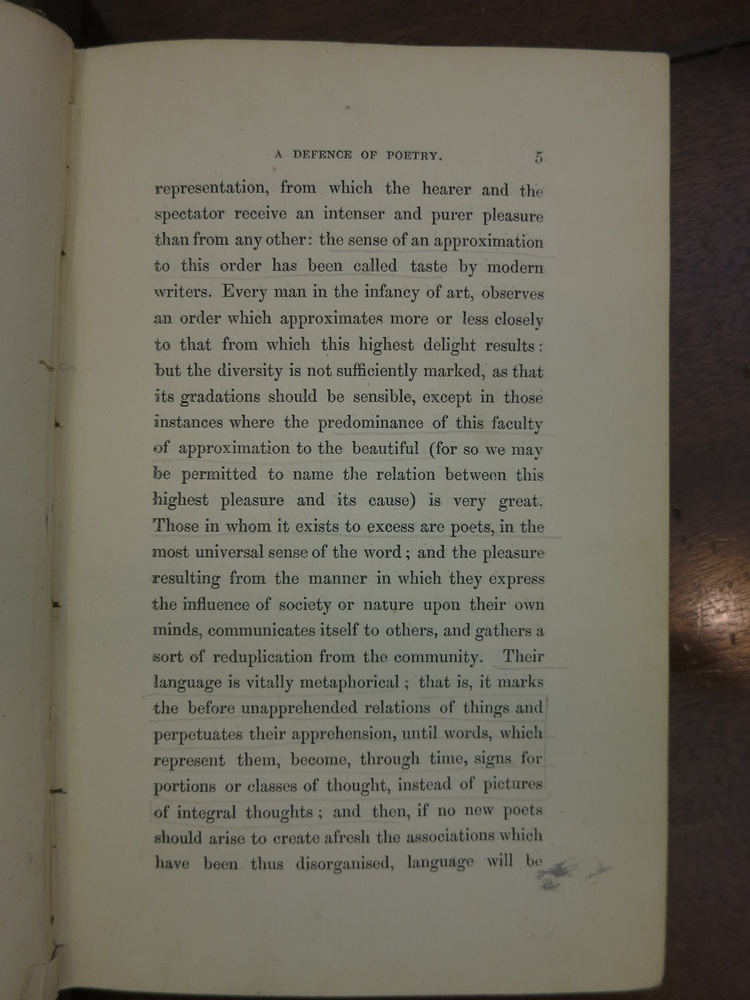 A DEFENCE OF POETRY. 5
representation, from which the hearer and the
spectator receive an intenser and purer pleasure
than from any other: the sense of an approximation
to this order has been called taste by modern
writers. Every man in the infancy of art, observes
an order which approximates more or less closely
to that from which this highest delight results:
but the diversity is not sufficiently marked, as that
its gradations should be sensible, except in those
instances where the predominance of this faculty
of approximation to the beautiful (for so we may
be permitted to name the relation between this
highest pleasure and its cause) is very great.
Those in whom it exists to excess are poets, in the
most universal sense of the word; and the pleasure
resulting from the manner in which they express
the influence of society or nature upon their own
minds, communicates itself to others, and gathers a
sort of reduplication from the community. Their
language is vitally metaphorical; that is, it marks
the before unapprehended relations of things and
perpetuates their apprehension, until words, which
represent them, become, through time, signs for
portions or classes of thought, instead of pictures
of integral thoughts; and then, if no new poets
should arise to create afresh the associations which
have been thus disorganised, language will be